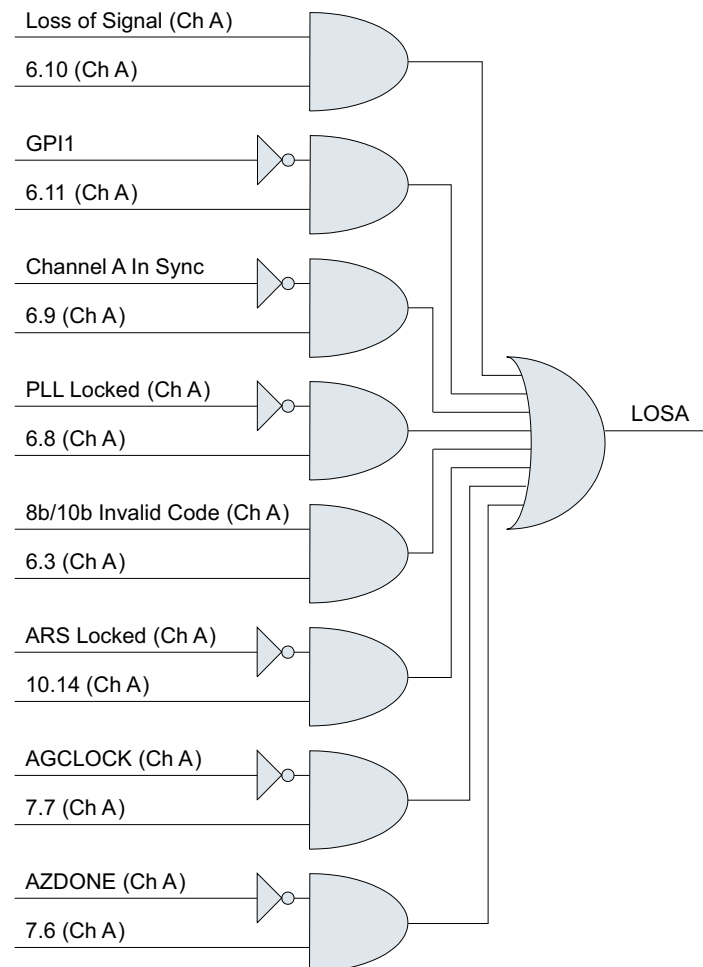 Loss of Signal (Ch A)
6.10 (Ch A)
GPI1
6.11 (Ch A)
Channel A In Sync
6.9 (Ch A)
PLL Locked (Ch A)
6.8 (Ch A)
LOSA
8b/10b Invalid Code (Ch A)
6.3 (Ch A)
ARS Locked (Ch A)
10.14 (Ch A)
AGCLOCK (Ch A)
7.7 (Ch A)
AZDONE (Ch A)
7.6 (Ch A)